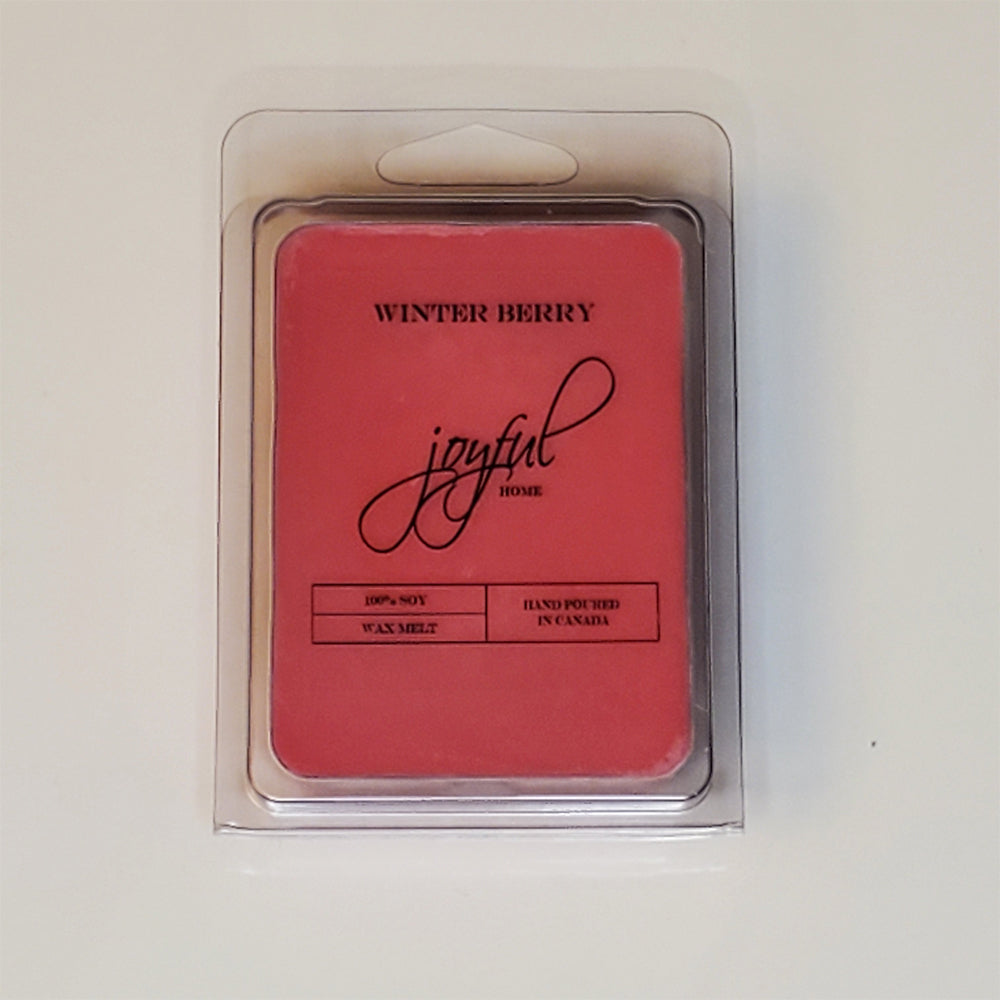 WINTER BERRY
joyful
HOME
100% SOY
WAX MELT
HAND POURED
IN CANADA